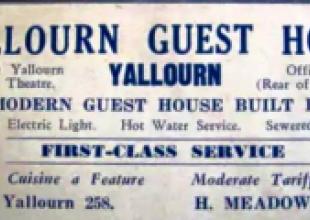 LLOURN GUEST HO
Yallourn Theatre.
YALLOURN
Offi
(Rear of
MODERN GUEST HOUSE BUILT
Electric Light. Hot Water Service. Sewere
FIRST-CLASS SERVICE
Cuisine a Feature Moderate Tariff
Yallourn 258. H. MEADOW